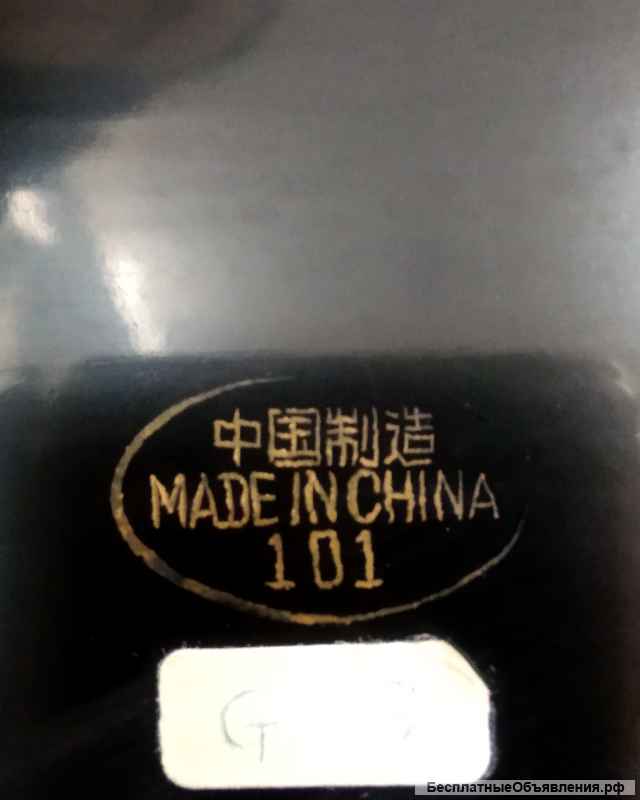 中国制造
MADE IN CHINA
101
БесплатныеОбъявления.рф